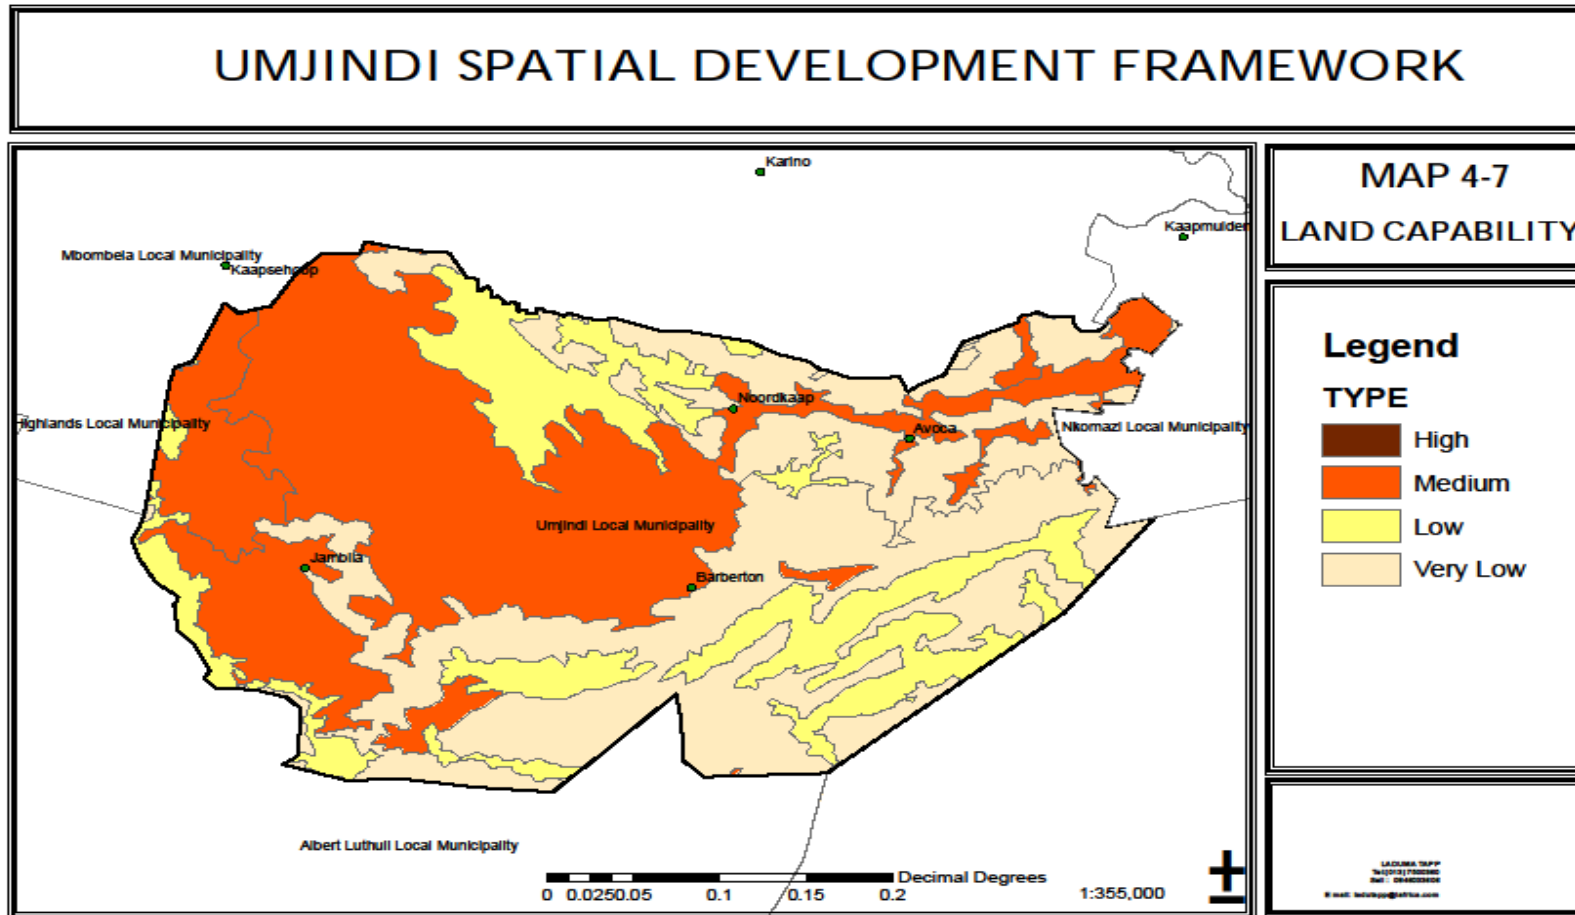 UMJINDI SPATIAL DEVELOPMENT FRAMEWORK
MAP 4-7
LAND CAPABILITY
Karino
Kaapmuiden
Mbombela Local Municipality
Kaapsehoop
Highlands Local Municipality
Noordkaap
Avoca
Nkomazi Local Municipality
Umjindi Local Municipality
Jambila
Barberton
Albert Luthuli Local Municipality
Legend
TYPE
High
Medium
Low
Very Low
Decimal Degrees
0 0.0250.05 0.1 0.15 0.2
1:355,000
LADUMA TAPP